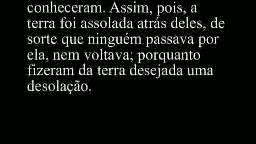 conheceram. Assim, pois, a
terra foi assolada atrás deles, de
sorte que ninguém passava por
ela, nem voltava; porquanto
fizeram da terra desejada uma
desolação.